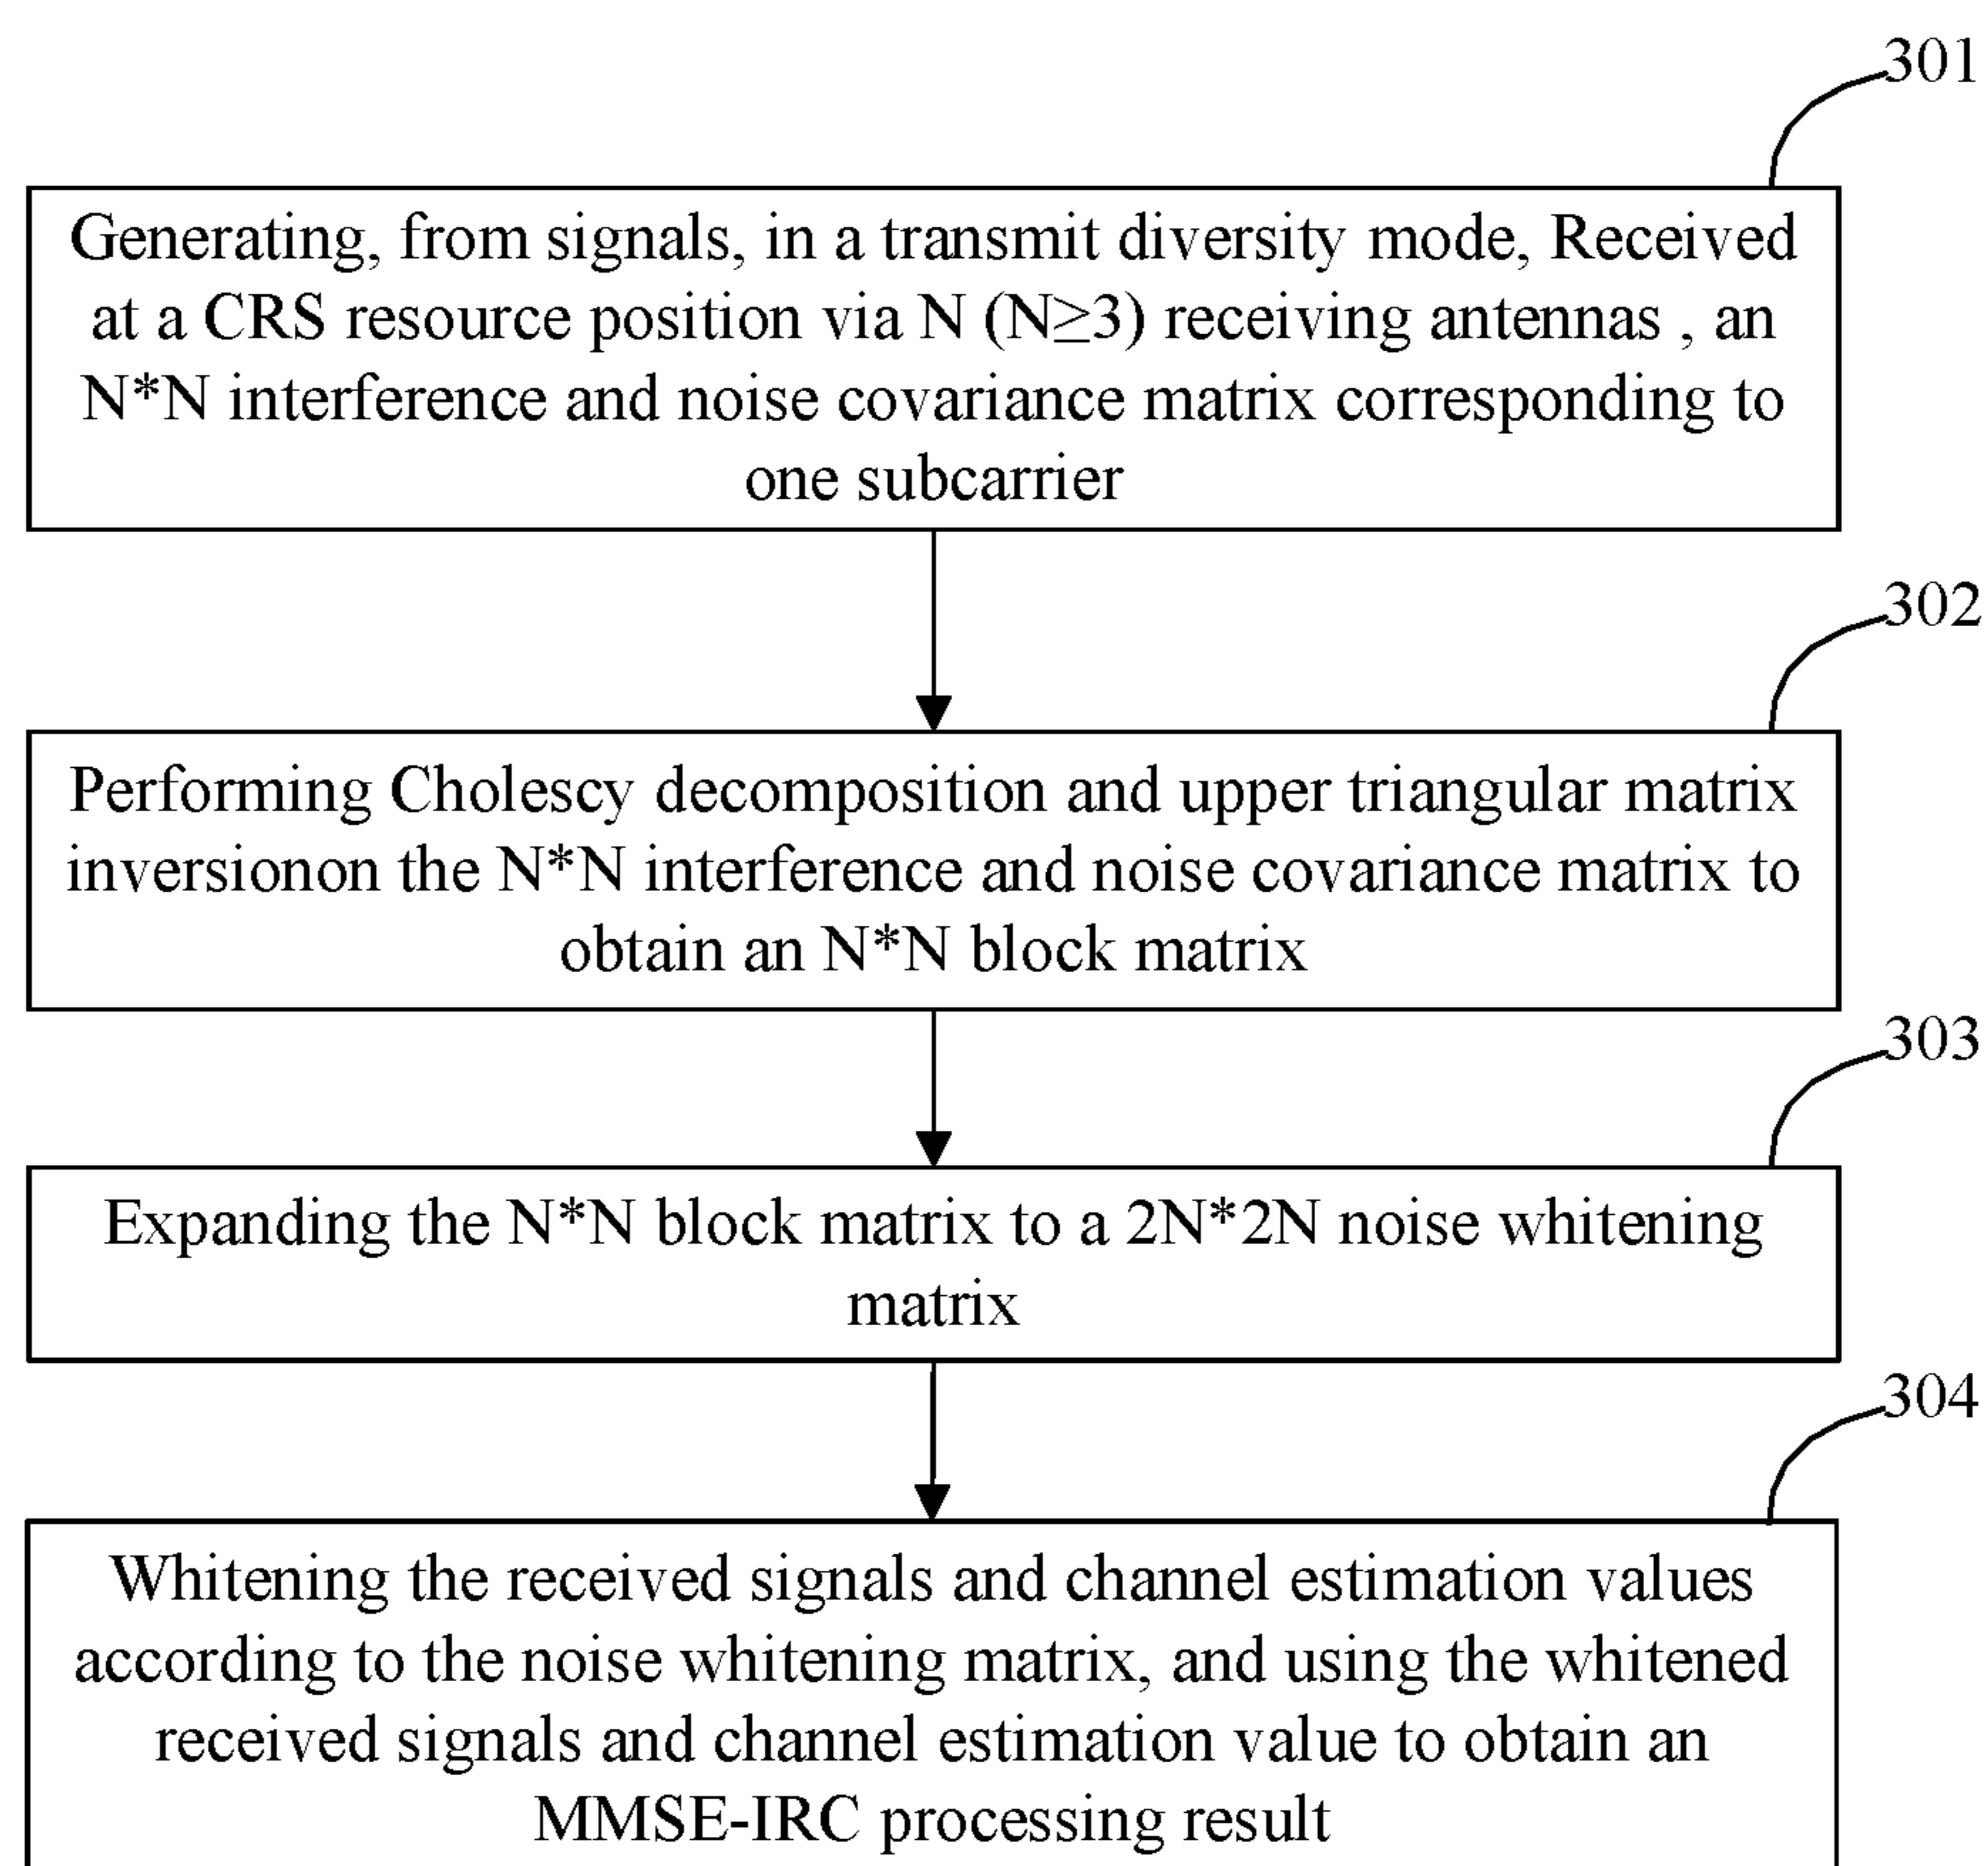 301
Generating, from signals, in a transmit diversity mode, Received
at a CRS resource position via N (N≥3) receiving antennas , an
N*N interference and noise covariance matrix corresponding to
one subcarrier
302
Performing Cholescy decomposition and upper triangular matrix
inversionon the N*N interference and noise covariance matrix to
obtain an N*N block matrix
303
Expanding the N*N block matrix to a 2N*2N noise whitening
matrix
304
Whitening the received signals and channel estimation values
according to the noise whitening matrix, and using the whitened
received signals and channel estimation value to obtain an
MMSE-IRC processing result